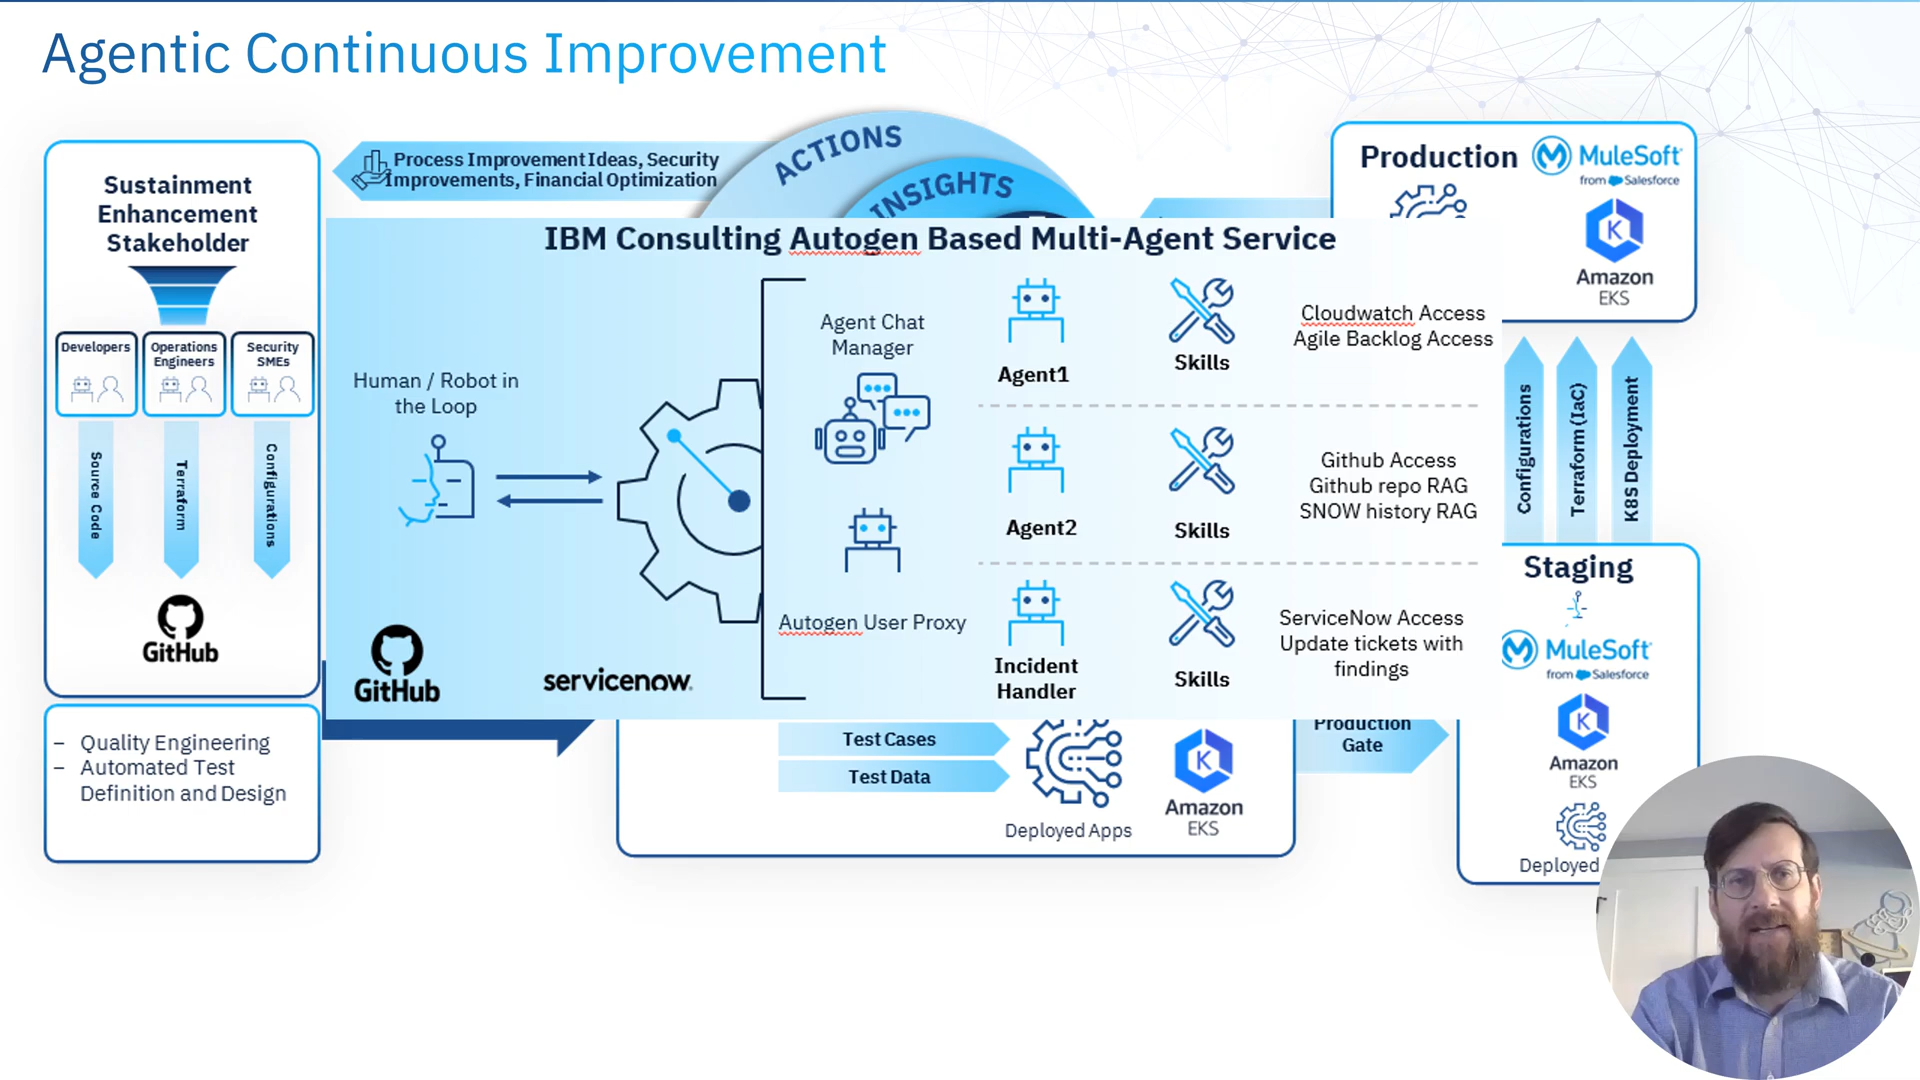 Agentic Continuous Improvement
Sustainment
Enhancement
Stakeholder
Developers
Operations
Engineers
Security
SMEs
Source Code
Terraform
Configurations
GitHub
– Quality Engineering
– Automated Test
Definition and Design
Process Improvement Ideas, Security
Improvements, Financial Optimization
ACTIONS
INSIGHTS
IBM Consulting Autogen Based Multi-Agent Service
Human / Robot in
the Loop
GitHub
servicenow.
Agent Chat
Manager
Autogen User Proxy
Agent1
Skills
Cloudwatch Access
Agile Backlog Access
Agent2
Skills
Github Access
Github repo RAG
SNOW history RAG
Incident
Handler
Skills
ServiceNow Access
Update tickets with
findings
Test Cases
Test Data
Deployed Apps
Amazon
EKS
Production
Gate
Production
MuleSoft
from Salesforce
K
Amazon
EKS
Configurations
Terraform (IaC)
K8S Deployment
Staging
MuleSoft
from Salesforce
K
Amazon
EKS
Deployed